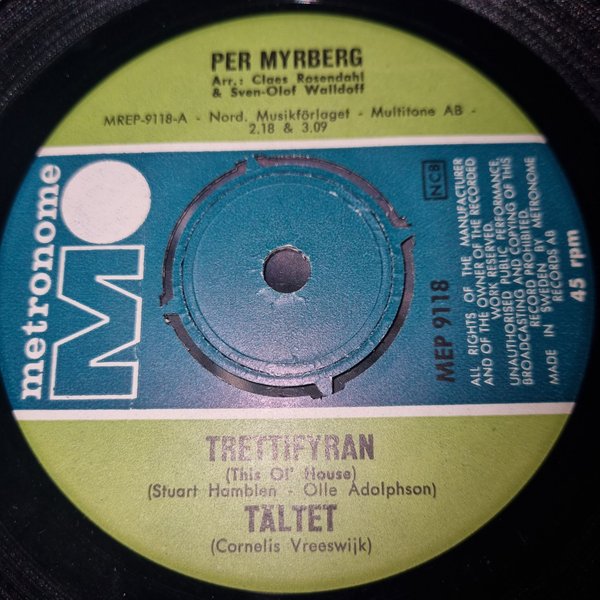 PER MYRBERG
Arr.: Claes Rosendahl
& Sven-Olof Walldoff
MREP-9118-A - Nord. Musikförlaget - Multitone AB -
2.18 & 3.09
metronome
M
NCB
MEP 9118
ALL RIGHTS OF THE MANUFACTURER
AND OF THE OWNER OF THE RECORDED
WORK RESERVED.
UNAUTHORISED PUBLIC PERFORMANCE,
BROADCASTING AND COPYING OF THIS
RECORD PROHIBITED.
MADE IN SWEDEN BY METRONOME
RECORDS AB
45 rpm
TRETTIFYRAN
(This Ol' House)
(Stuart Hamblen - Olle Adolphson)
TÄLTET
(Cornelis Vreeswijk)